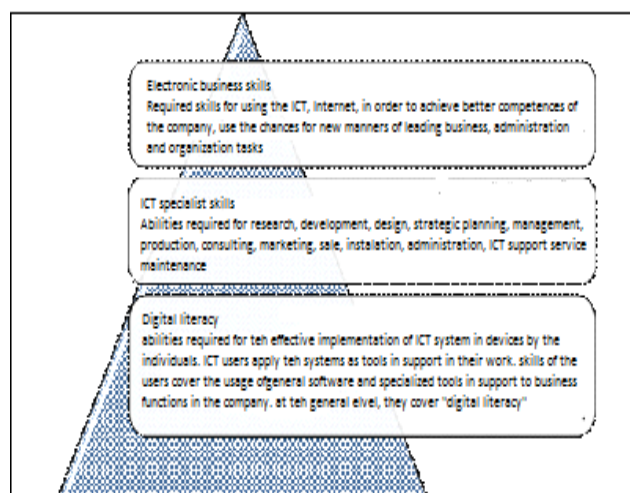 Electronic business skills
Required skills for using the ICT, Internet, in order to achieve better competences of
the company, use the chances for new manners of leading business, administration
and organization tasks
ICT specialist skills
Abilities required for research, development, design, strategic planning, management,
production, consulting, marketing, sale, instalation, administration, ICT support service
maintenance
Digital literacy
abilities required for teh effective implementation of ICT system in devices by the
individuals. ICT users apply teh systems as tools in support in their work. skills of the
users cover the usage ofgeneral software and specialized tools in support to business
functions in the company. at teh general elvel, they cover "digital literacy"